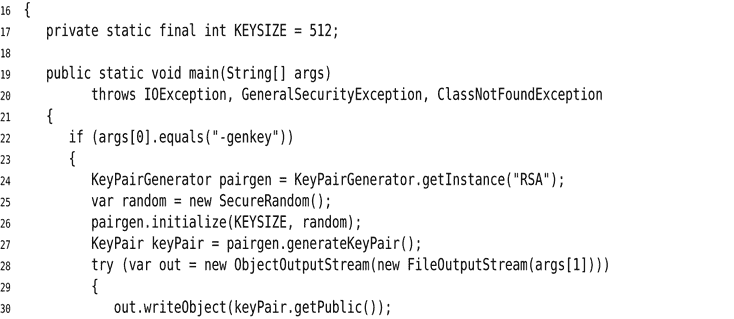 16 {
17    private static final int KEYSIZE = 512;
18
19    public static void main(String[] args)
20          throws IOException, GeneralSecurityException, ClassNotFoundException
21    {
22       if (args[0].equals("-genkey"))
23       {
24          KeyPairGenerator pairgen = KeyPairGenerator.getInstance("RSA");
25          var random = new SecureRandom();
26          pairgen.initialize(KEYSIZE, random);
27          KeyPair keyPair = pairgen.generateKeyPair();
28          try (var out = new ObjectOutputStream(new FileOutputStream(args[1])))
29          {
30             out.writeObject(keyPair.getPublic());